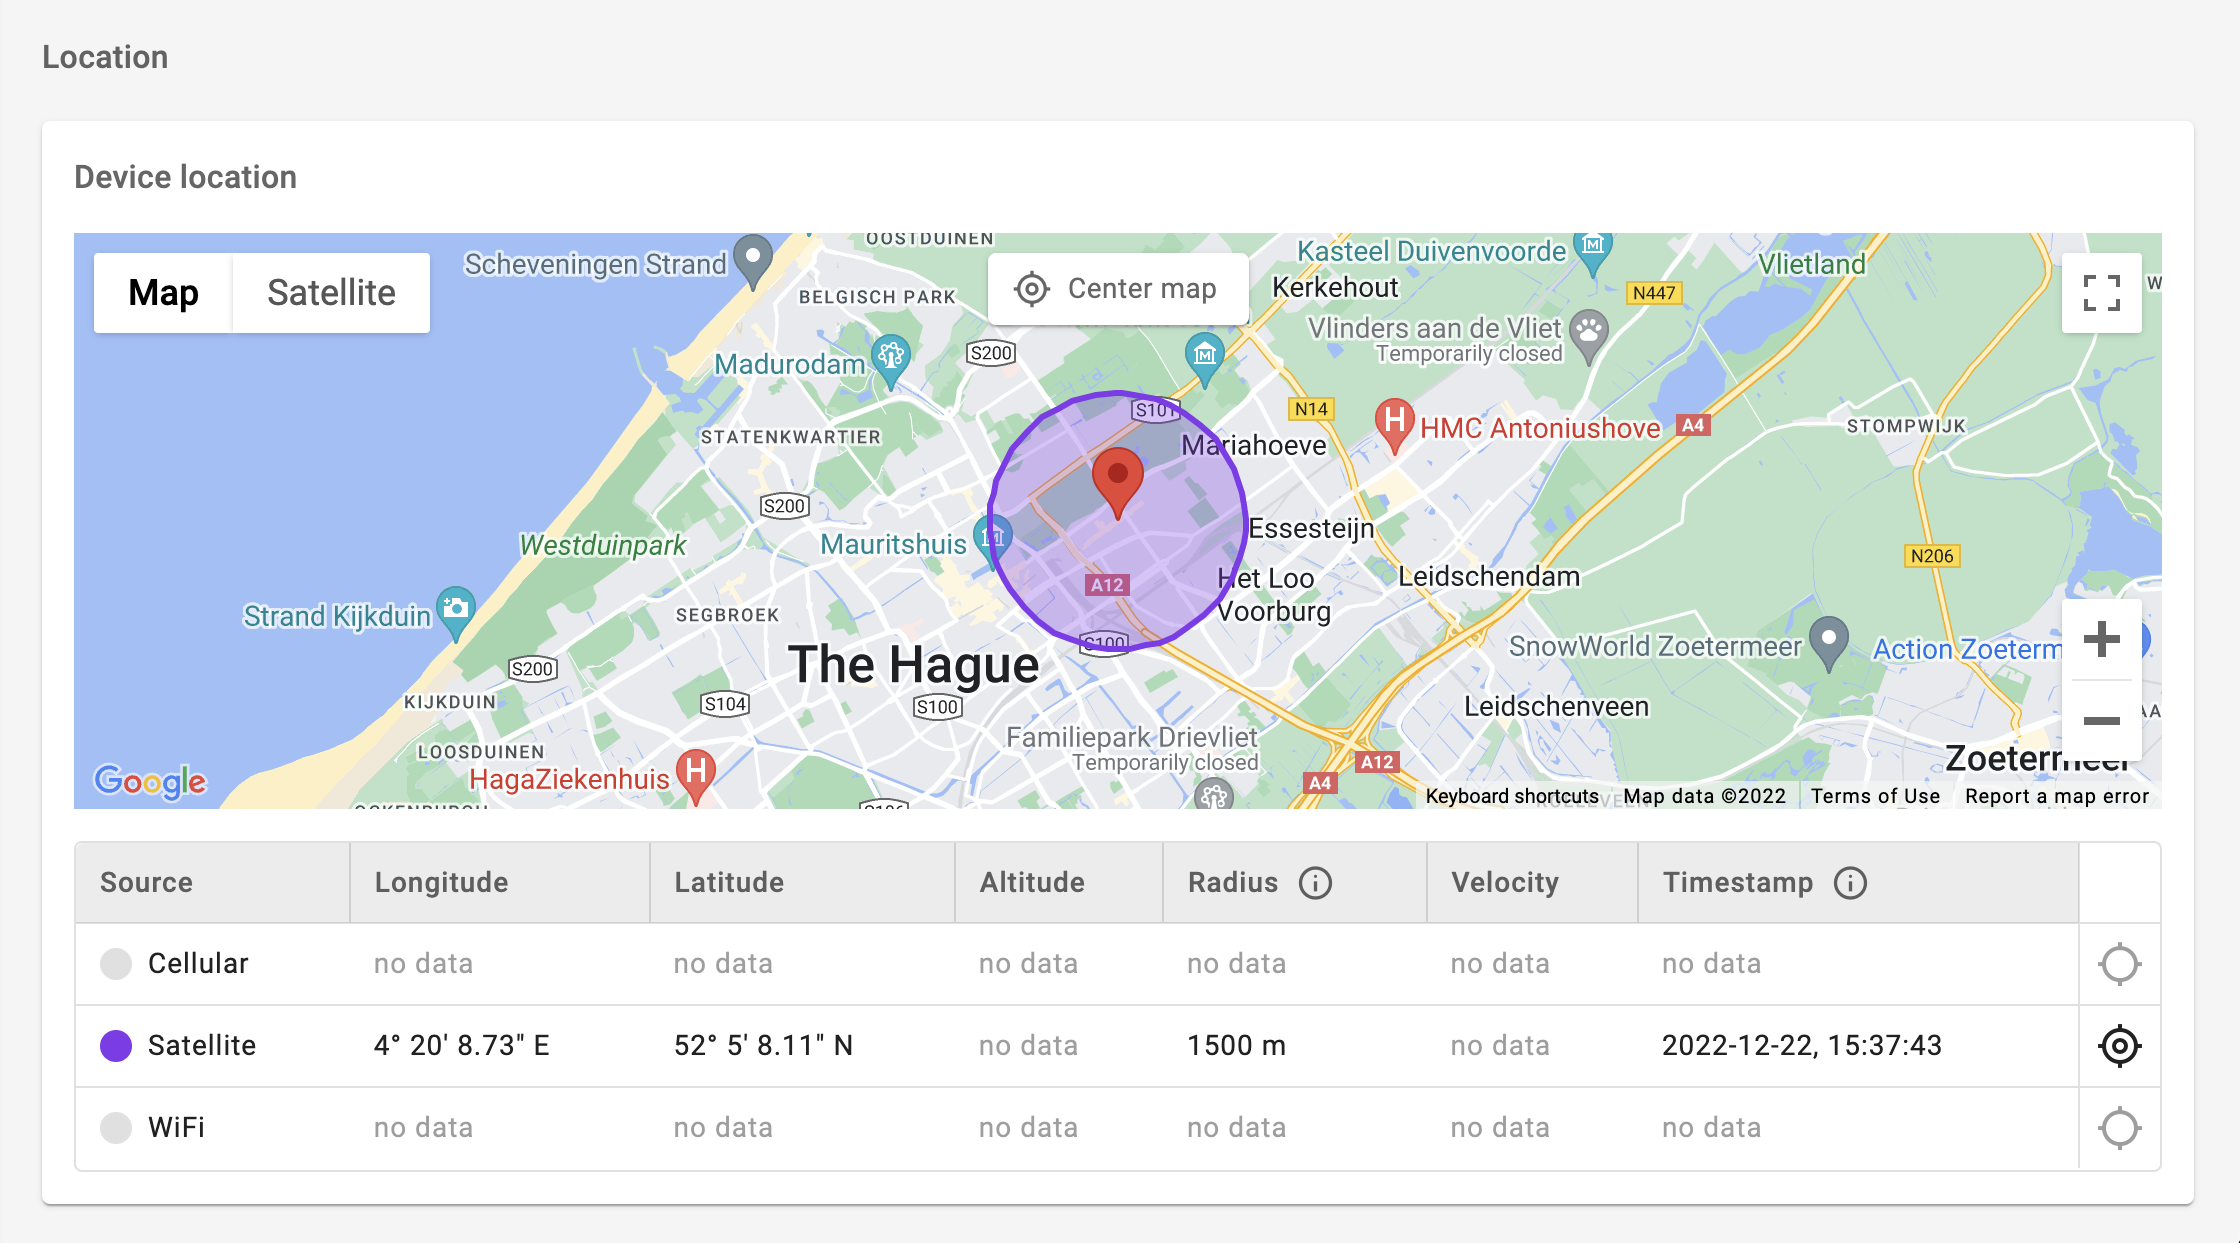 Location
Device location
Map
Satellite
Center map
OOSTDUINEN
Scheveningen Strand
BELGISCH PARK
Kasteel Duivenvoorde
Kerkehout
N447
Vlietland
W
Vlinders aan de Vliet
Temporarily closed
Madurodam
S200
S101
N14
STATENKWARTIER
Mariahoeve
HMC Antoniushove
A4
STOMPWIJK
S200
Westduinpark
Mauritshuis
Essesteijn
N206
A12
Het Loo
Voorburg
Leidschendam
Strand Kijkduin
SEGBROEK
S100
SnowWorld Zoetermeer
Action Zoeterm
The Hague
S200
KIJKDUIN
S104
S100
Leidschenveen
AA
LOOSDUINEN
Familiepark Drievliet
Temporarily closed
A12
Zoetermeer
HagaZiekenhuis
A4
Google
Keyboard shortcuts
Map data ©2022
Terms of Use
Report a map error
Source Longitude Latitude Altitude Radius Velocity Timestamp
Cellular no data no data no data no data no data no data
Satellite 4° 20' 8.73" E 52° 5' 8.11" N no data 1500 m no data 2022-12-22, 15:37:43
WiFi no data no data no data no data no data no data